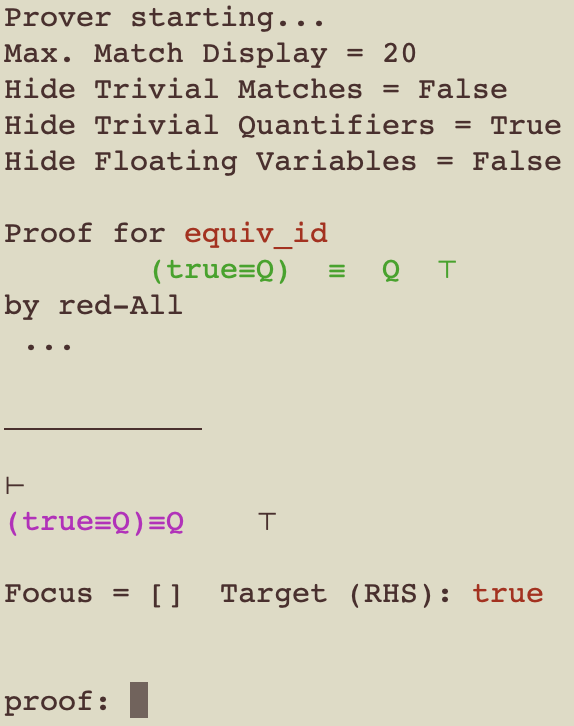 Prover starting...
Max. Match Display = 20
Hide Trivial Matches = False
Hide Trivial Quantifiers = True
Hide Floating Variables = False
Proof for equiv_id
(true≡Q) ≡ Q ⊤
by red-All
...
⊢
(true≡Q)≡Q ⊤
Focus = [] Target (RHS): true
proof: